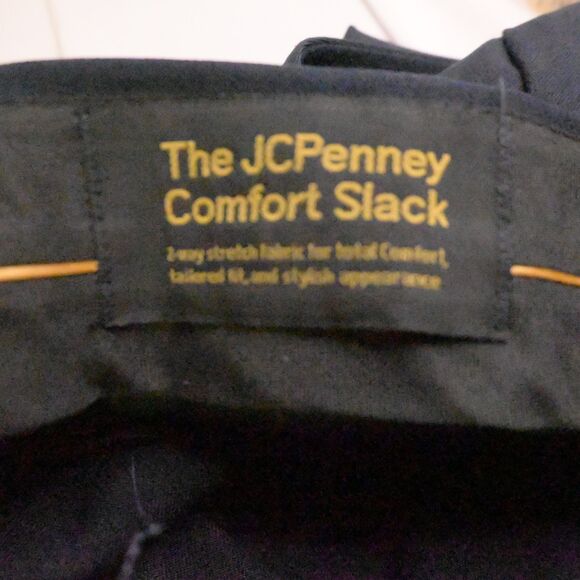 The JCPenney
Comfort Slack
2-way stretch fabric for total Comfort,
tailored fit, and stylish appearance